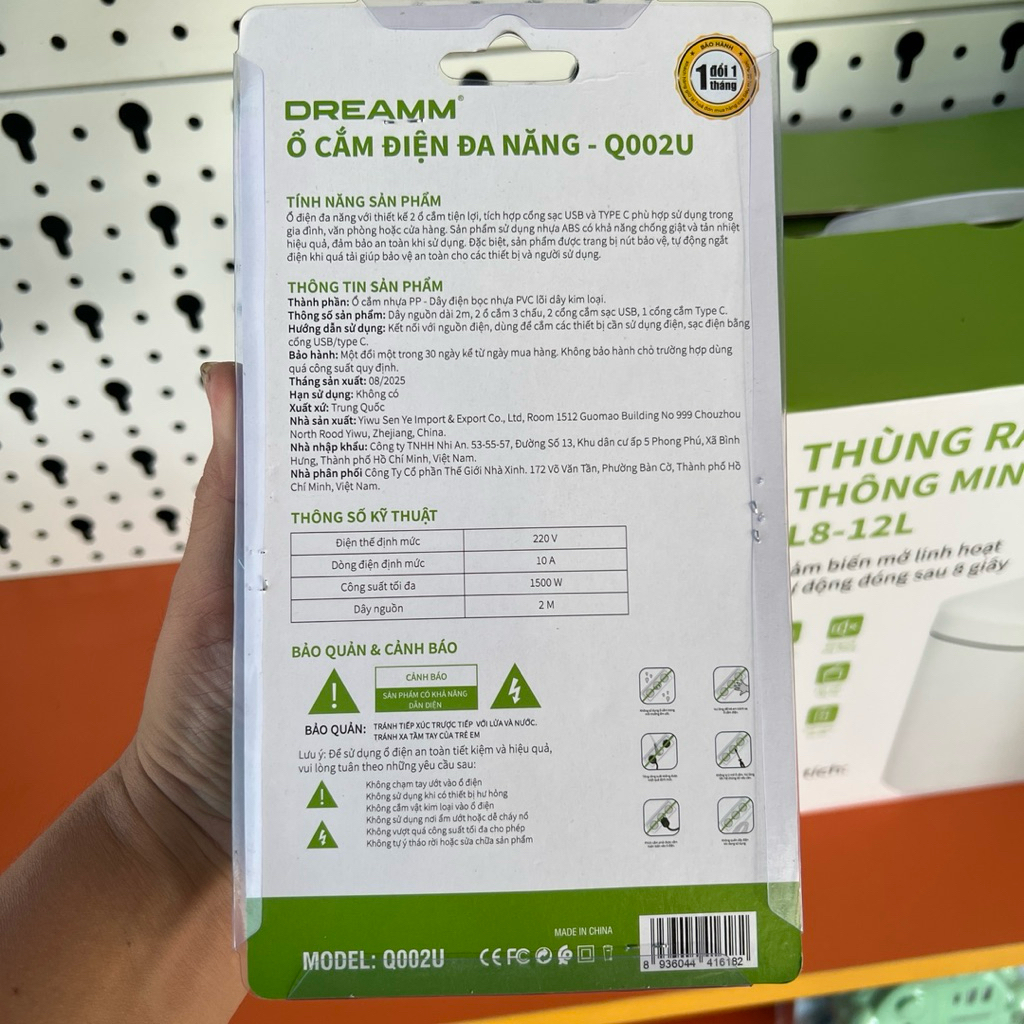 BẢO HÀNH
1 đổi 1
tháng
DREAMM®
Ổ CẮM ĐIỆN ĐA NĂNG - Q002U
TÍNH NĂNG SẢN PHẨM
Ổ điện đa năng với thiết kế 2 ổ cắm tiện lợi, tích hợp cổng sạc USB và TYPE C phù hợp sử dụng trong
gia đình, văn phòng hoặc cửa hàng. Sản phẩm sử dụng nhựa ABS có khả năng chống giật và tản nhiệt
hiệu quả, đảm bảo an toàn khi sử dụng. Đặc biệt, sản phẩm được trang bị nút bảo vệ, tự động ngắt
điện khi quá tải giúp bảo vệ an toàn cho các thiết bị và người sử dụng.
THÔNG TIN SẢN PHẨM
Thành phần: Ổ cắm nhựa PP - Dây điện bọc nhựa PVC lõi dây kim loại.
Thông số sản phẩm: Dây nguồn dài 2m, 2 ổ cắm 3 chấu, 2 cổng cắm sạc USB, 1 cổng cắm Type C.
Hướng dẫn sử dụng: Kết nối với nguồn điện, dùng để cắm các thiết bị cần sử dụng điện, sạc điện bằng
cổng USB/type C.
Bảo hành: Một đổi một trong 30 ngày kể từ ngày mua hàng. Không bảo hành chỏ trường hợp dùng
quá công suất quy định.
Tháng sản xuất: 08/2025
Hạn sử dụng: Không có
Xuất xứ: Trung Quốc
Nhà sản xuất: Yiwu Sen Ye Import & Export Co., Ltd, Room 1512 Guomao Building No 999 Chouzhou
North Rood Yiwu, Zhejiang, China.
Nhà nhập khẩu: Công ty TNHH Nhi An. 53-55-57, Đường Số 13, Khu dân cư ấp 5 Phong Phú, Xã Bình
Hưng, Thành phố Hồ Chí Minh, Việt Nam.
Nhà phân phối Công Ty Cổ phần Thế Giới Nhà Xinh. 172 Võ Văn Tần, Phường Bàn Cờ, Thành phố Hồ
Chí Minh, Việt Nam.
THÔNG SỐ KỸ THUẬT
Điện thế định mức 220 V
Dòng điện định mức 10 A
Công suất tối đa 1500 W
Dây nguồn 2 M
BẢO QUẢN & CẢNH BÁO
CẢNH BÁO
SẢN PHẨM CÓ KHẢ NĂNG
DẪN ĐIỆN
BẢO QUẢN: TRÁNH TIẾP XÚC TRỰC TIẾP VỚI LỬA VÀ NƯỚC.
TRÁNH XA TẦM TAY CỦA TRẺ EM
Lưu ý: Để sử dụng ổ điện an toàn tiết kiệm và hiệu quả,
vui lòng tuân theo những yêu cầu sau:
Không chạm tay ướt vào ổ điện
Không sử dụng khi có thiết bị hư hỏng
Không cắm vật kim loại vào ổ điện
Không sử dụng nơi ẩm ướt hoặc dễ cháy nổ
Không vượt quá công suất tối đa cho phép
Không tự ý tháo rời hoặc sửa chữa sản phẩm
MADE IN CHINA
MODEL: Q002U
CE FC
8 936044 416182
THÙNG RÁ
THÔNG MIN
L8-12L
ảm biến mở linh hoạt
động đóng sau 8 giây